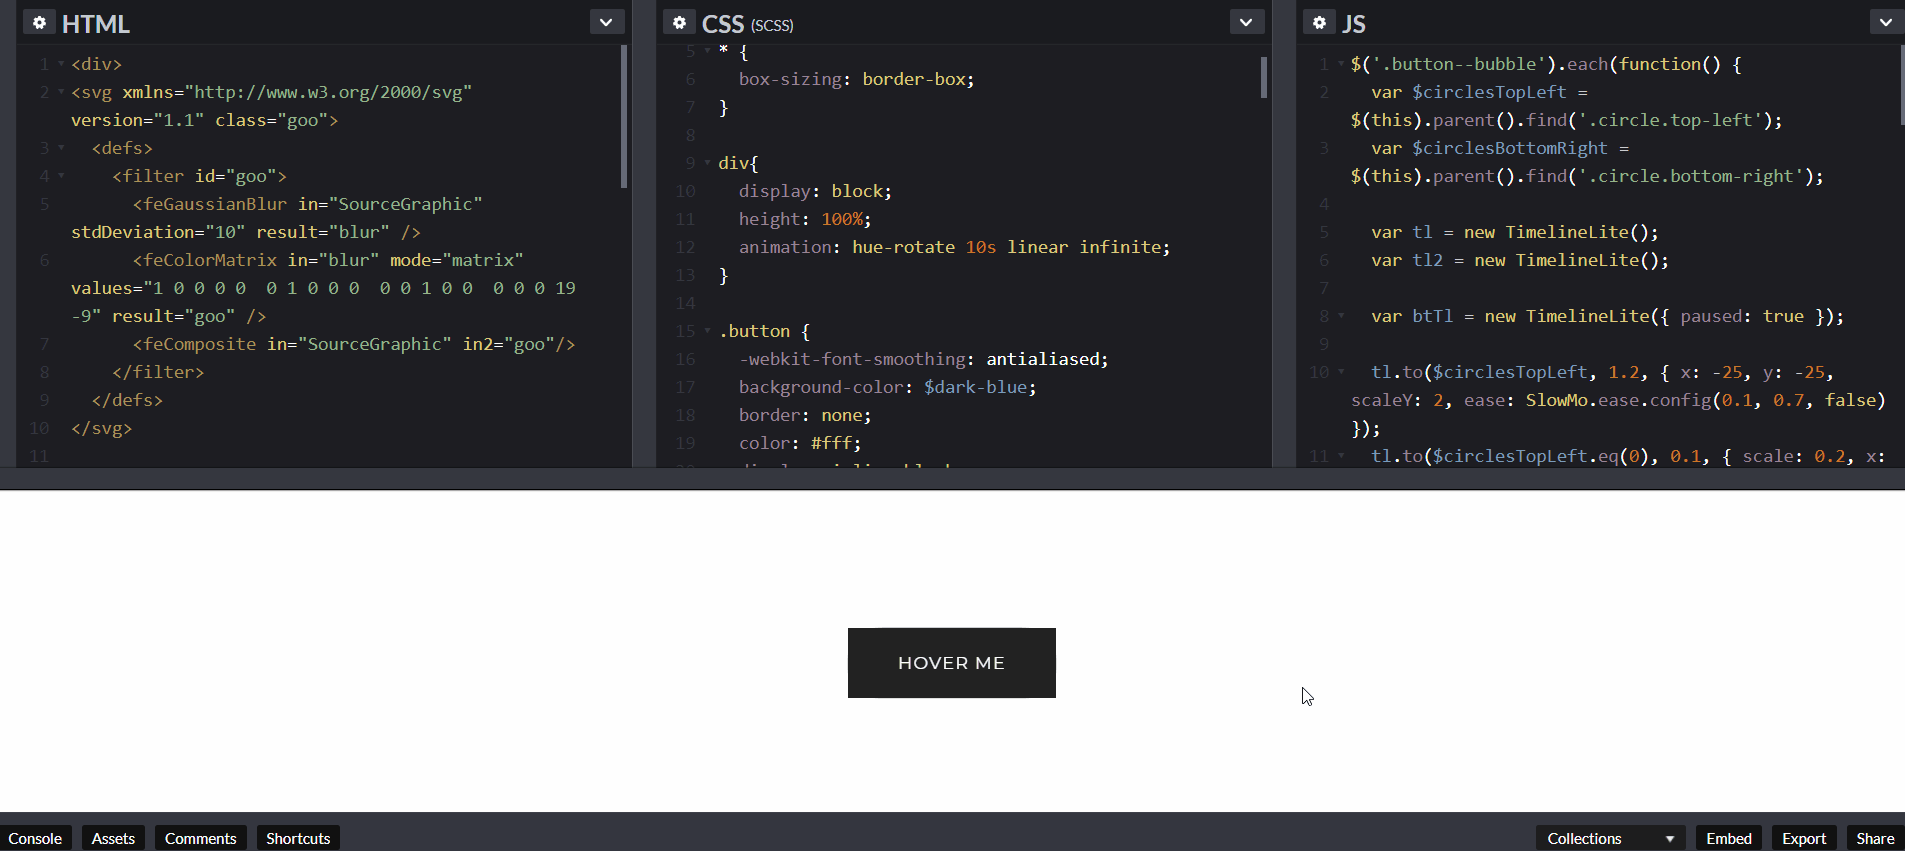 HTML
1 <div>
2 <svg xmlns="http://www.w3.org/2000/svg"
version="1.1" class="goo">
3 <defs>
4 <filter id="goo">
5 <feGaussianBlur in="SourceGraphic"
stdDeviation="10" result="blur" />
6 <feColorMatrix in="blur" mode="matrix"
values="1 0 0 0 0  0 1 0 0 0  0 0 1 0 0  0 0 0 19
-9" result="goo" />
7 <feComposite in="SourceGraphic" in2="goo"/>
8 </filter>
9 </defs>
10 </svg>
11
CSS (SCSS)
5 * {
6 box-sizing: border-box;
7 }
8
9 div{
10 display: block;
11 height: 100%;
12 animation: hue-rotate 10s linear infinite;
13 }
14
15 .button {
16 -webkit-font-smoothing: antialiased;
17 background-color: $dark-blue;
18 border: none;
19 color: #fff;
JS
1 $('.button--bubble').each(function() {
2 var $circlesTopLeft =
$(this).parent().find('.circle.top-left');
3 var $circlesBottomRight =
$(this).parent().find('.circle.bottom-right');
4
5 var tl = new TimelineLite();
6 var tl2 = new TimelineLite();
7
8 var btTl = new TimelineLite({ paused: true });
9
10 tl.to($circlesTopLeft, 1.2, { x: -25, y: -25,
scaleY: 2, ease: SlowMo.ease.config(0.1, 0.7, false)
});
11 tl.to($circlesTopLeft.eq(0), 0.1, { scale: 0.2, x:
HOVER ME
Console Assets Comments Shortcuts Collections Embed Export Share